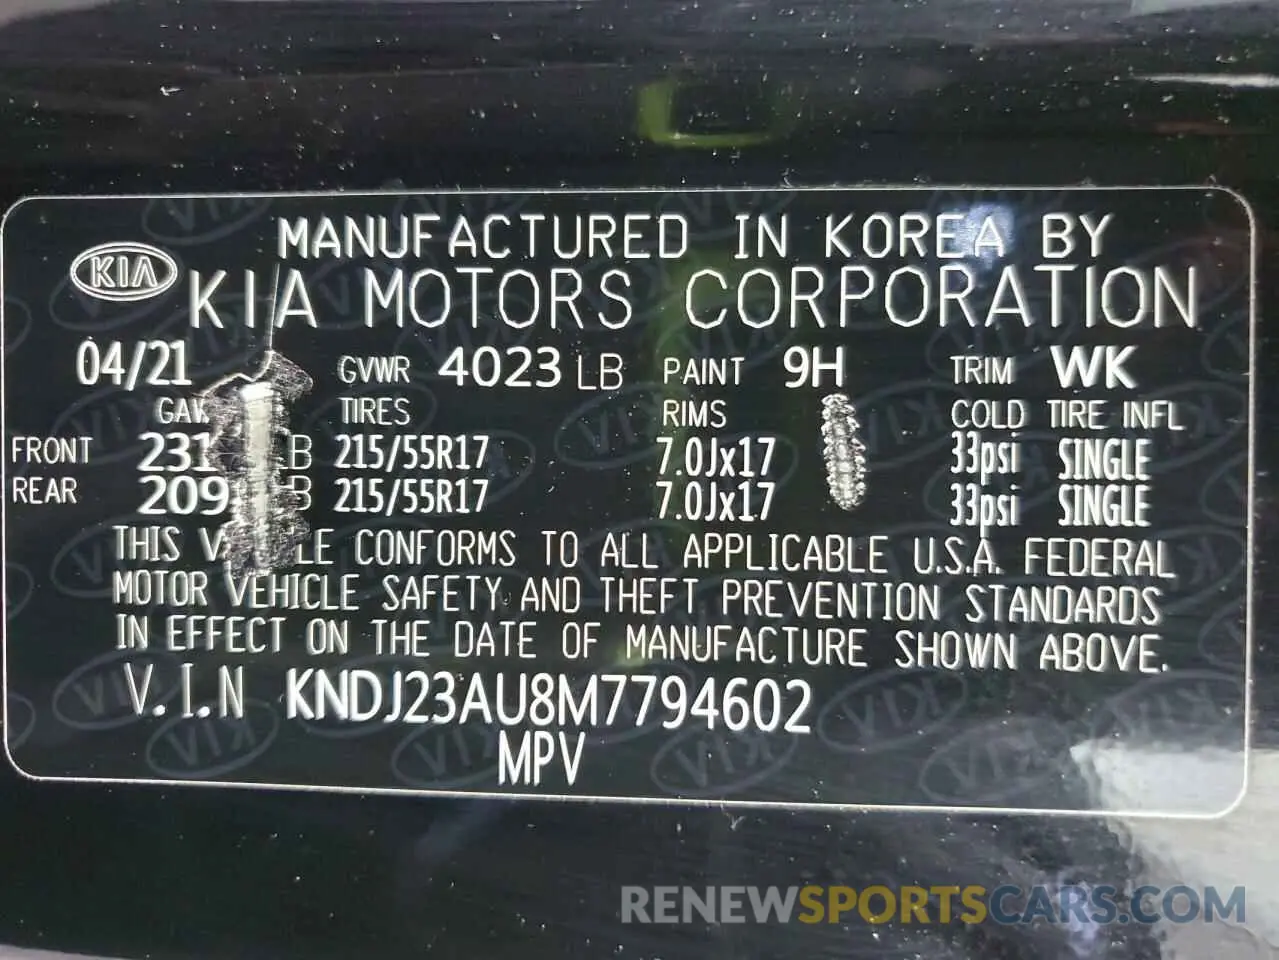 MANUFACTURED IN KOREA BY
KIA KIA MOTORS CORPORATION
04/21 GVWR 4023 LB PAINT 9H TRIM WK
TIRES RIMS COLD TIRE INFL
FRONT 215/55R17 7.0Jx17 33psi SINGLE
REAR 215/55R17 7.0Jx17 33psi SINGLE
THIS CONFORMS TO ALL APPLICABLE U.S.A. FEDERAL
MOTOR VEHICLE SAFETY AND THEFT PREVENTION STANDARDS
IN EFFECT ON THE DATE OF MANUFACTURE SHOWN ABOVE.
V.I.N KNDJ23AU8M7794602
MPV
RENEWSPORTSCARS.COM